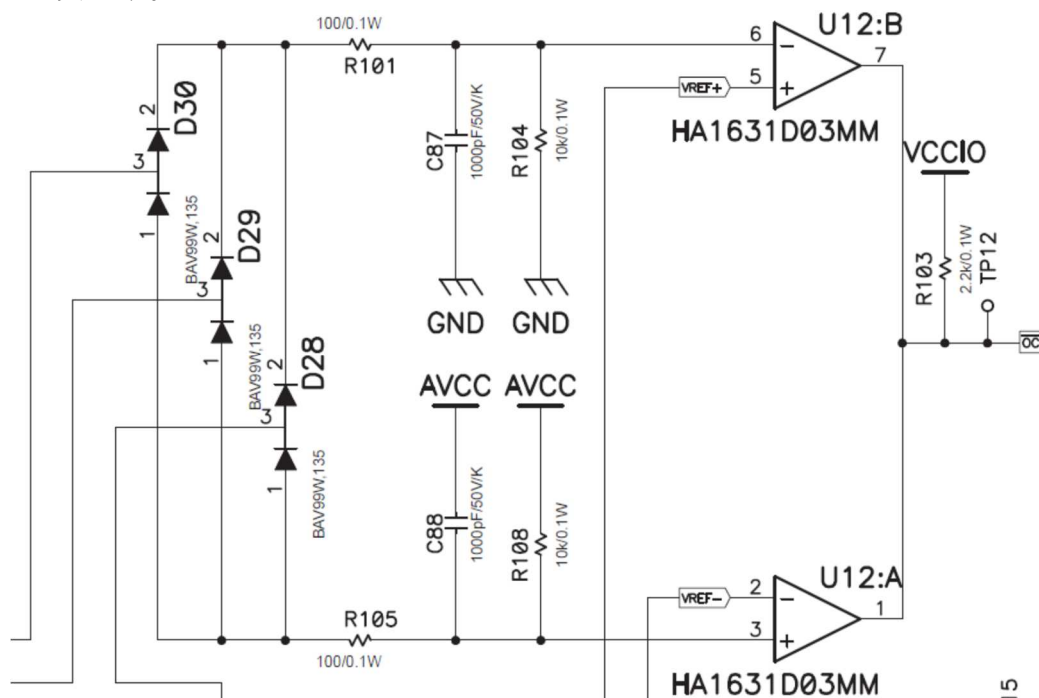 100/0.1W
R101
U12:B
6
7
VREF+
5
HA1631D03MM
2
D30
3
1
BAV99W,135
C87
1000pF/50V/K
R104
10k/0.1W
VCCIO
R103
2.2k/0.1W
TP12
2
D29
3
1
BAV99W,135
GND
GND
OC
2
D28
3
1
BAV99W,135
AVCC
AVCC
C88
1000pF/50V/K
R108
10k/0.1W
U12:A
VREF-
2
1
3
R105
100/0.1W
HA1631D03MM